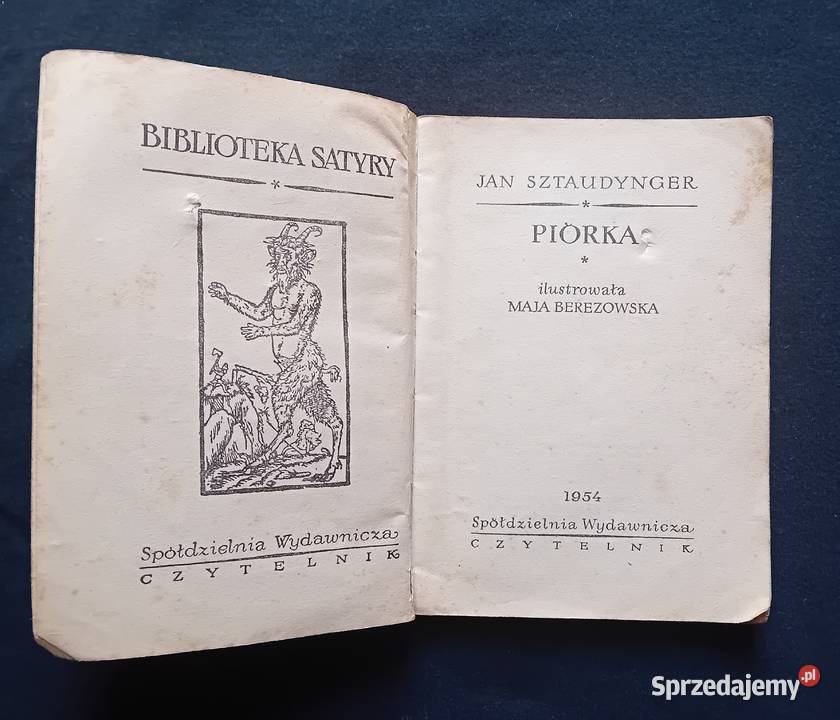 BIBLIOTEKA SATYRY
*
Spółdzielnia Wydawnicza
CZYTELNIK
JAN SZTAUDYNGER
*
PIÓRKA
*
ilustrowała
MAJA BEREZOWSKA
1954
Spółdzielnia Wydawnicza
CZYTELNIK
Sprzedajemy.pl